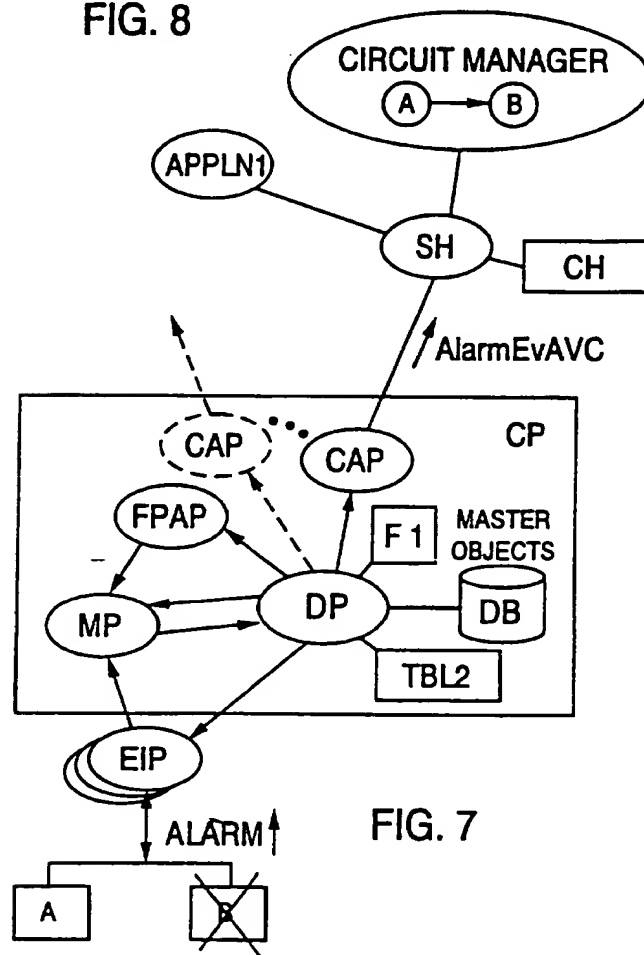 FIG. 8
CIRCUIT MANAGER
A B
APPLN1
SH
CH
AlarmEvAVC
CP
CAP
CAP
FPAP
F1
MASTER
OBJECTS
MP
DP
DB
TBL2
EIP
ALARM
FIG. 7
A
B